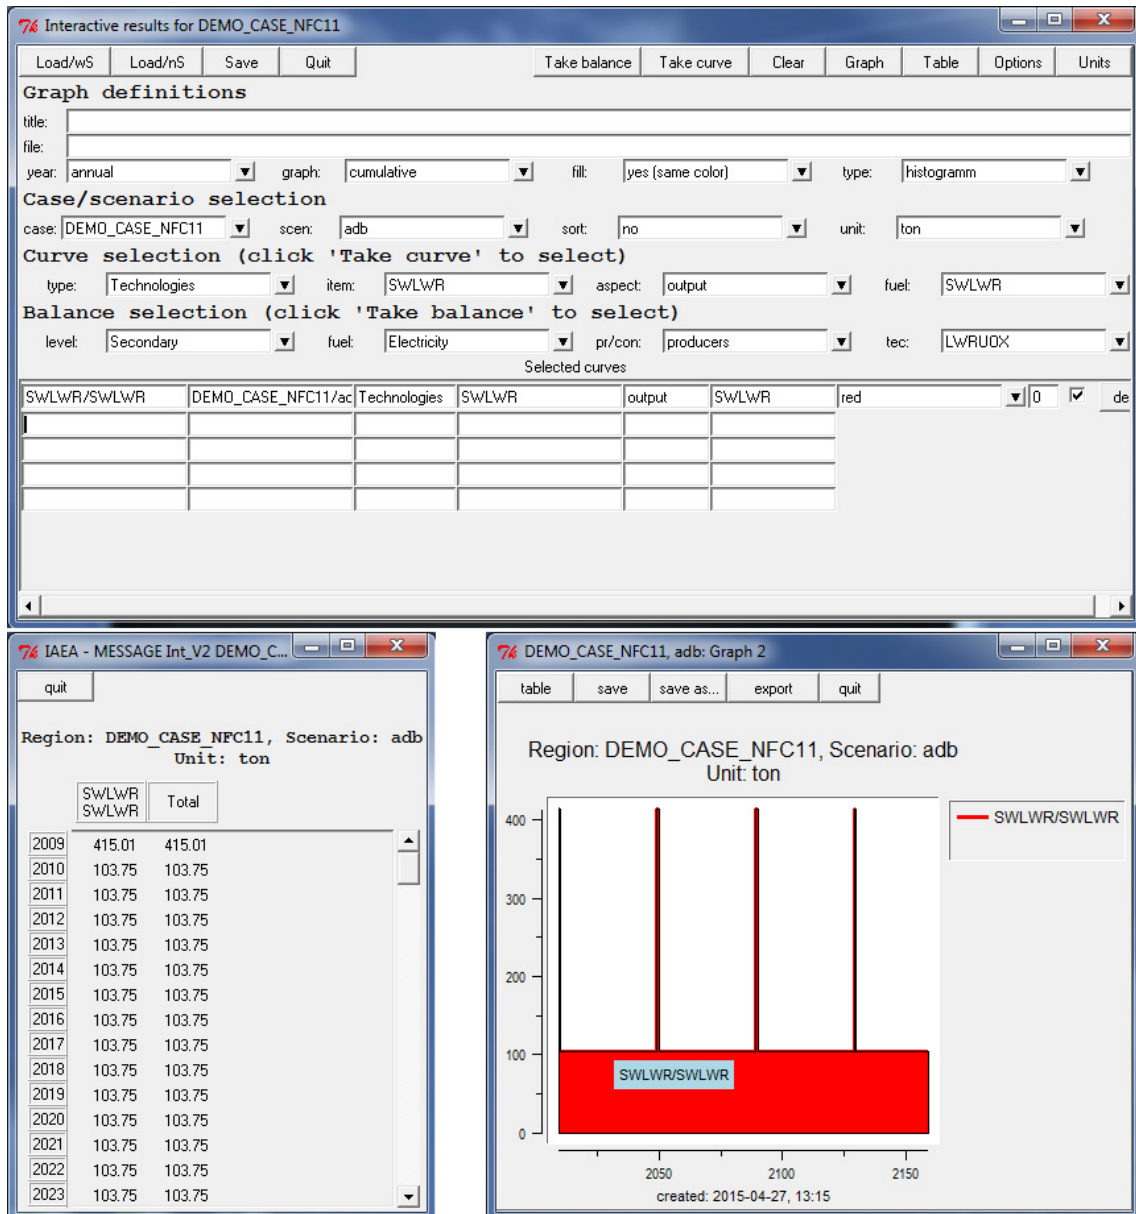 Interactive results for DEMO_CASE_NFC11
Load/wS Load/nS Save Quit Take balance Take curve Clear Graph Table Options Units
Graph definitions
title:
file:
year: annual graph: cumulative fill: yes (same color) type: histogramm
Case/scenario selection
case: DEMO_CASE_NFC11 scen: adb sort: no unit: ton
Curve selection (click 'Take curve' to select)
type: Technologies item: SWLWR aspect: output fuel: SWLWR
Balance selection (click 'Take balance' to select)
level: Secondary fuel: Electricity pr/con: producers tec: LWRUOX
Selected curves
SWLWR/SWLWR DEMO_CASE_NFC11/ac Technologies SWLWR output SWLWR red 0 de
IAEA - MESSAGE Int_V2 DEMO_C...
quit
Region: DEMO_CASE_NFC11, Scenario: adb
Unit: ton
SWLWR
SWLWR
Total
2009 415.01 415.01
2010 103.75 103.75
2011 103.75 103.75
2012 103.75 103.75
2013 103.75 103.75
2014 103.75 103.75
2015 103.75 103.75
2016 103.75 103.75
2017 103.75 103.75
2018 103.75 103.75
2019 103.75 103.75
2020 103.75 103.75
2021 103.75 103.75
2022 103.75 103.75
2023 103.75 103.75
DEMO_CASE_NFC11, adb: Graph 2
table save save as... export quit
Region: DEMO_CASE_NFC11, Scenario: adb
Unit: ton
SWLWR/SWLWR
400
300
200
100
0
SWLWR/SWLWR
2050 2100 2150
created: 2015-04-27, 13:15